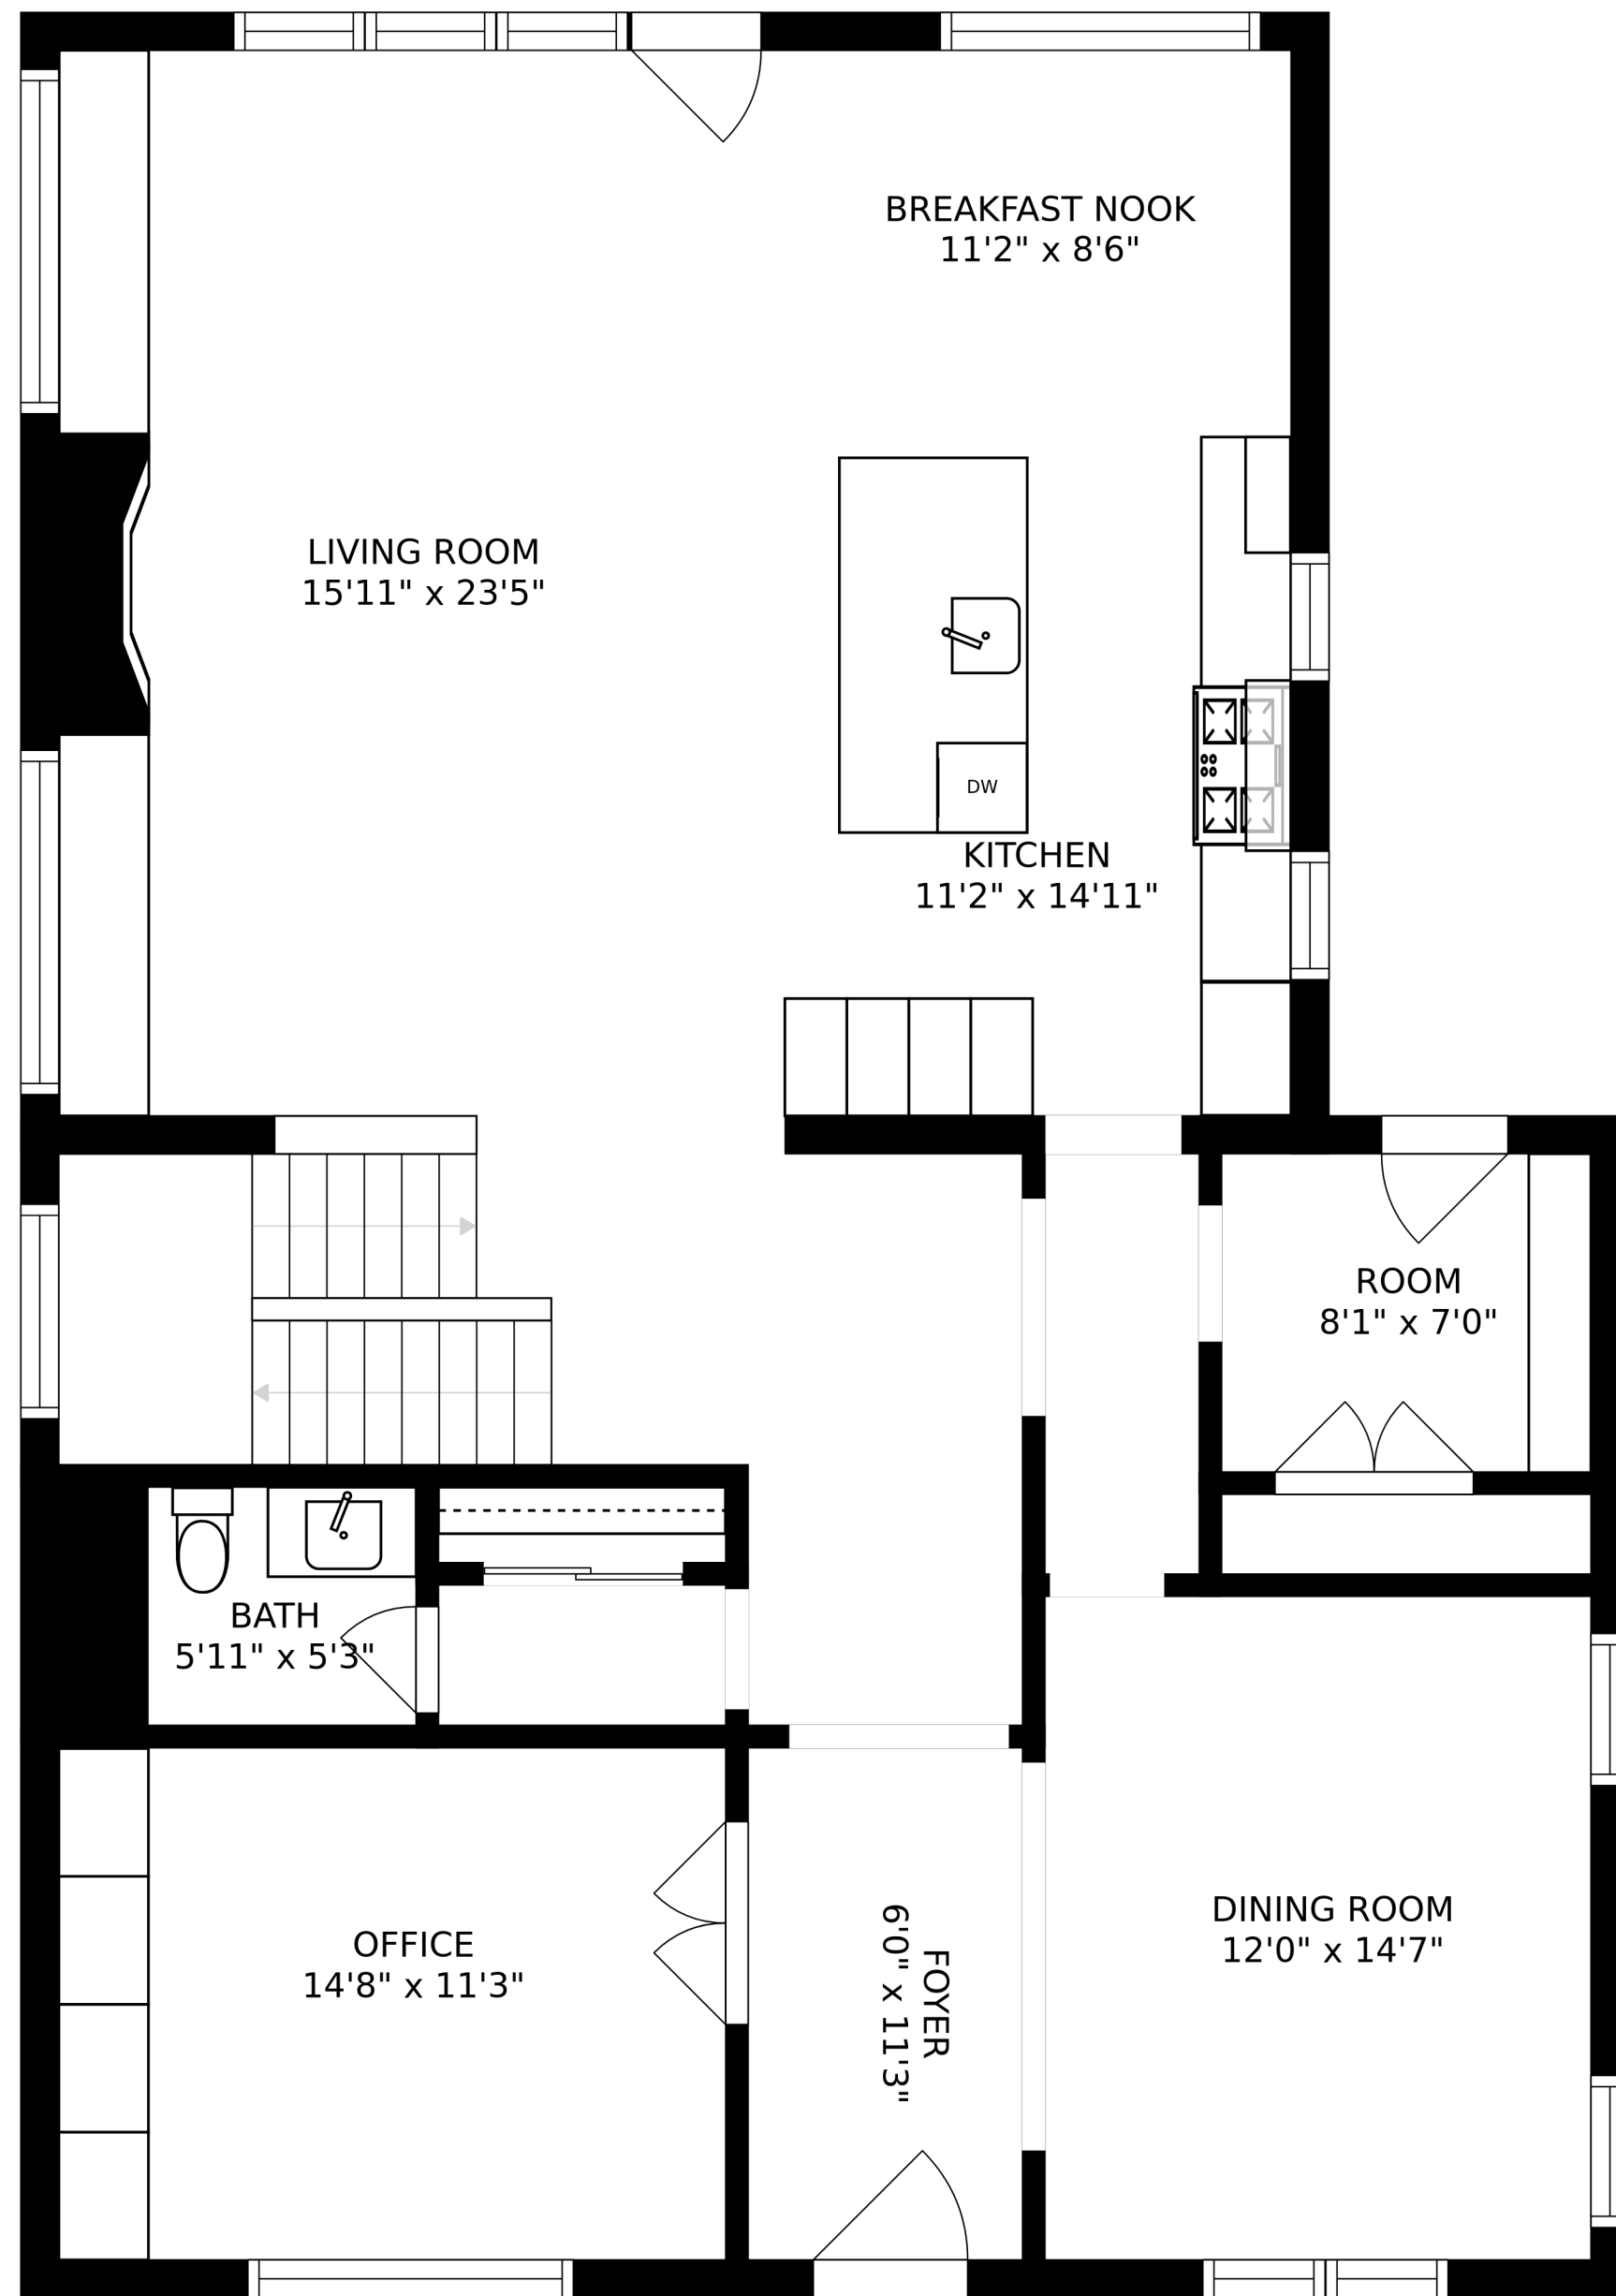 BREAKFAST NOOK
11'2" x 8'6"
LIVING ROOM
15'11" x 23'5"
DW
KITCHEN
11'2" x 14'11"
ROOM
8'1" x 7'0"
BATH
5'11" x 5'3"
OFFICE
14'8" x 11'3"
FOYER
6'0" x 11'3"
DINING ROOM
12'0" x 14'7"